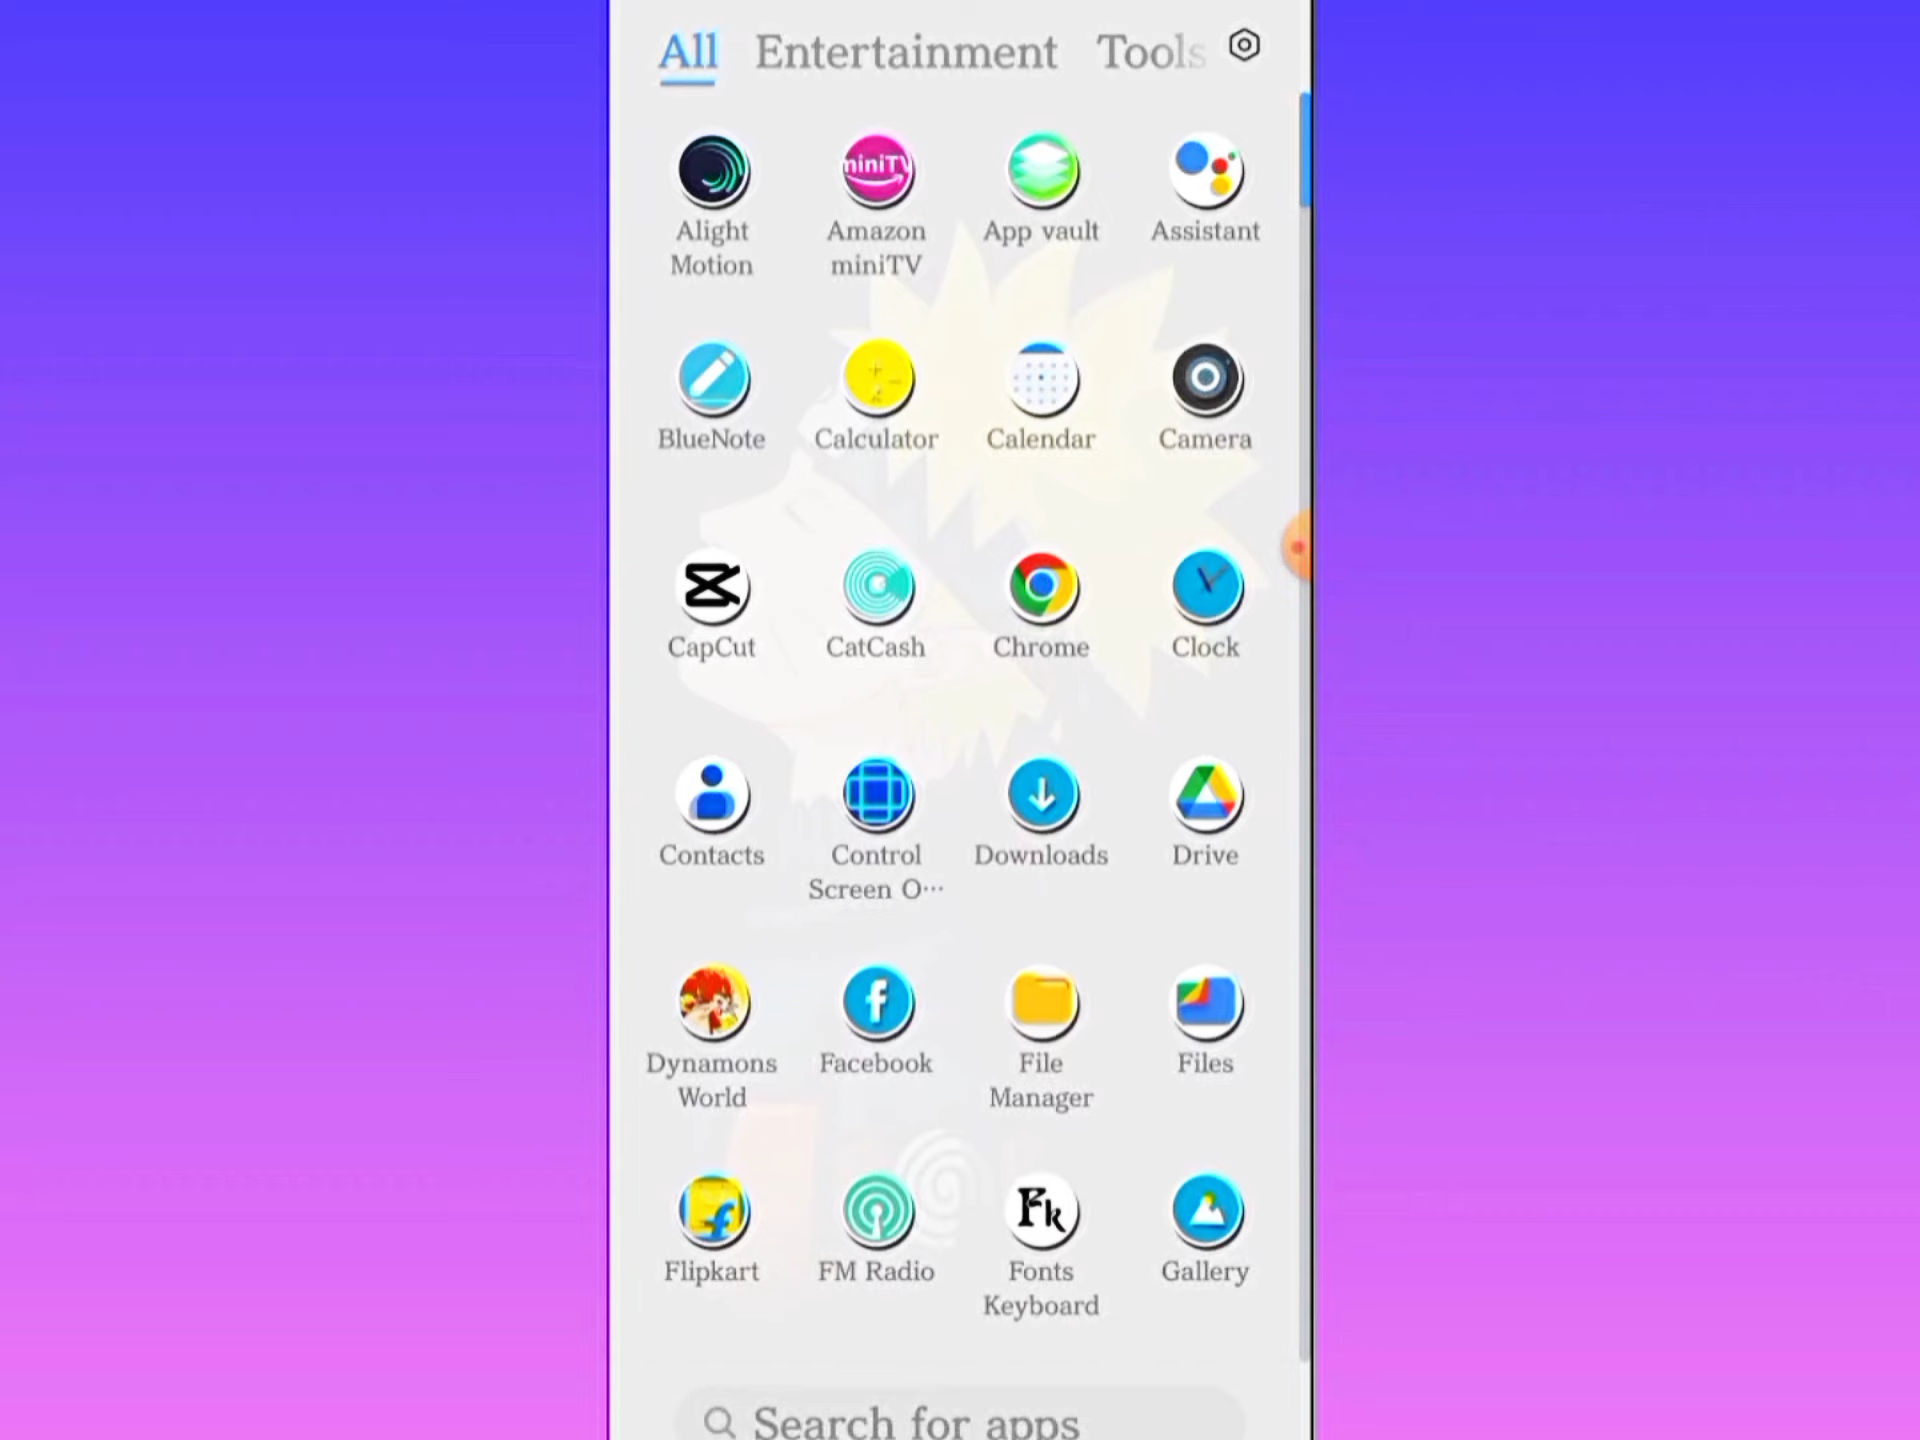 All Entertainment Tools
miniTV
Alight Amazon App vault Assistant
Motion miniTV
BlueNote Calculator Calendar Camera
CapCut CatCash Chrome Clock
Contacts Control Downloads Drive
Screen O···
Dynamons Facebook File Files
World Manager
Fk
Flipkart FM Radio Fonts Gallery
Keyboard
Search for apps